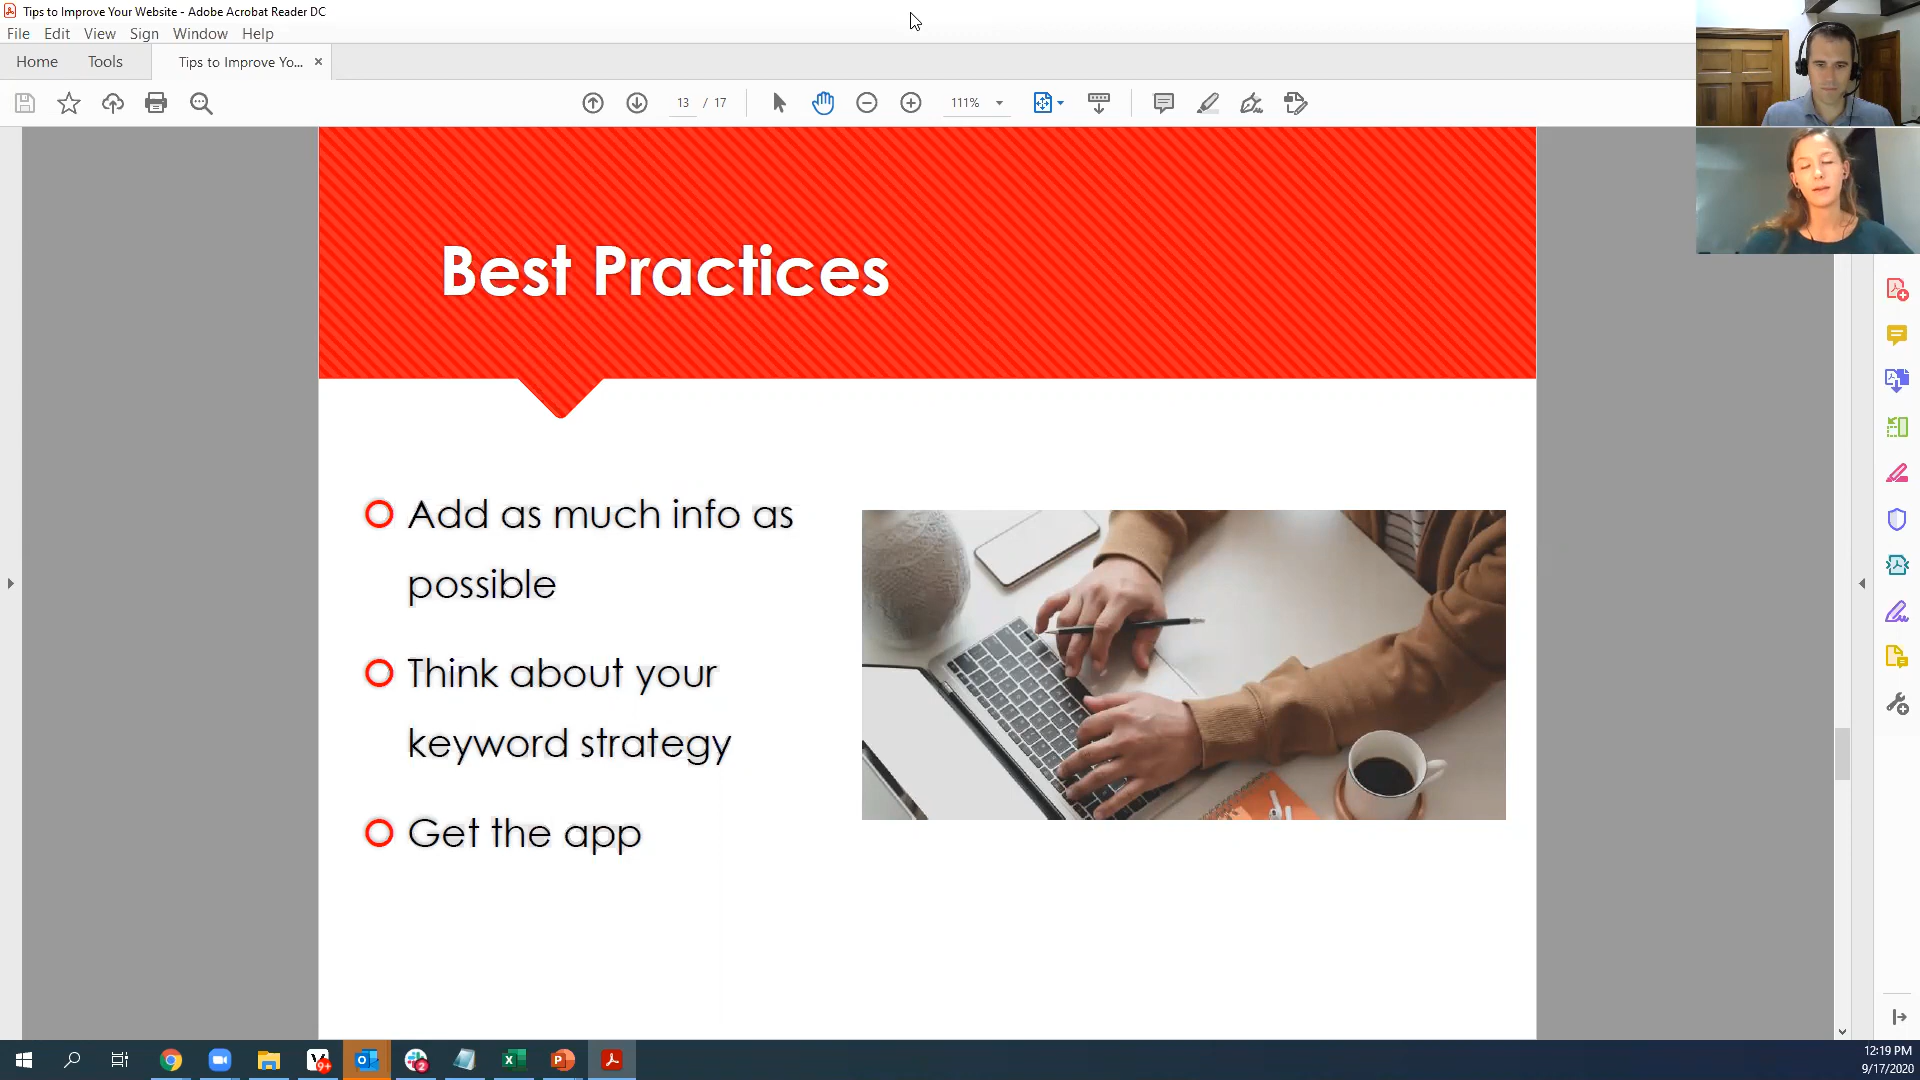 Tips to Improve Your Website - Adobe Acrobat Reader DC
File Edit View Sign Window Help
Home Tools Tips to Improve Yo...
13 / 17 111%
Best Practices
Add as much info as
possible
Think about your
keyword strategy
Get the app
9+
2
12:19 PM
9/17/2020